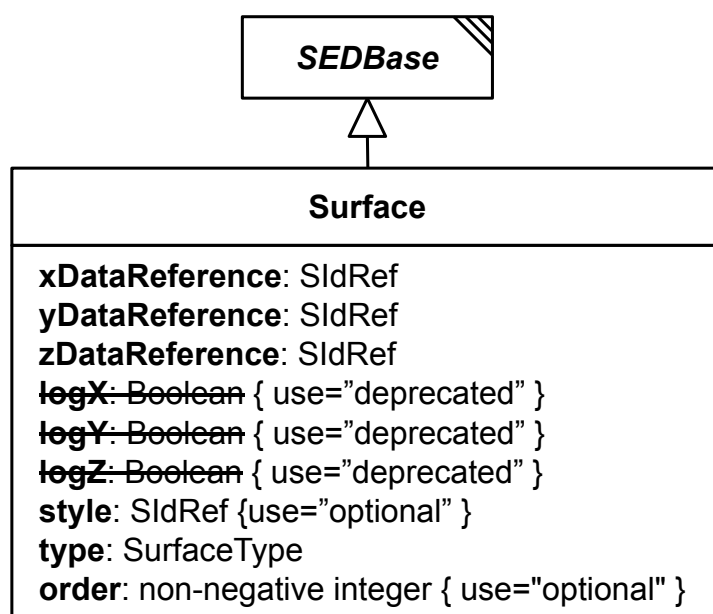 SEDBase
Surface
xDataReference: SIdRef
yDataReference: SIdRef
zDataReference: SIdRef
logX: Boolean { use=”deprecated” }
logY: Boolean { use=”deprecated” }
logZ: Boolean { use=”deprecated” }
style: SIdRef {use=”optional” }
type: SurfaceType
order: non-negative integer { use="optional" }